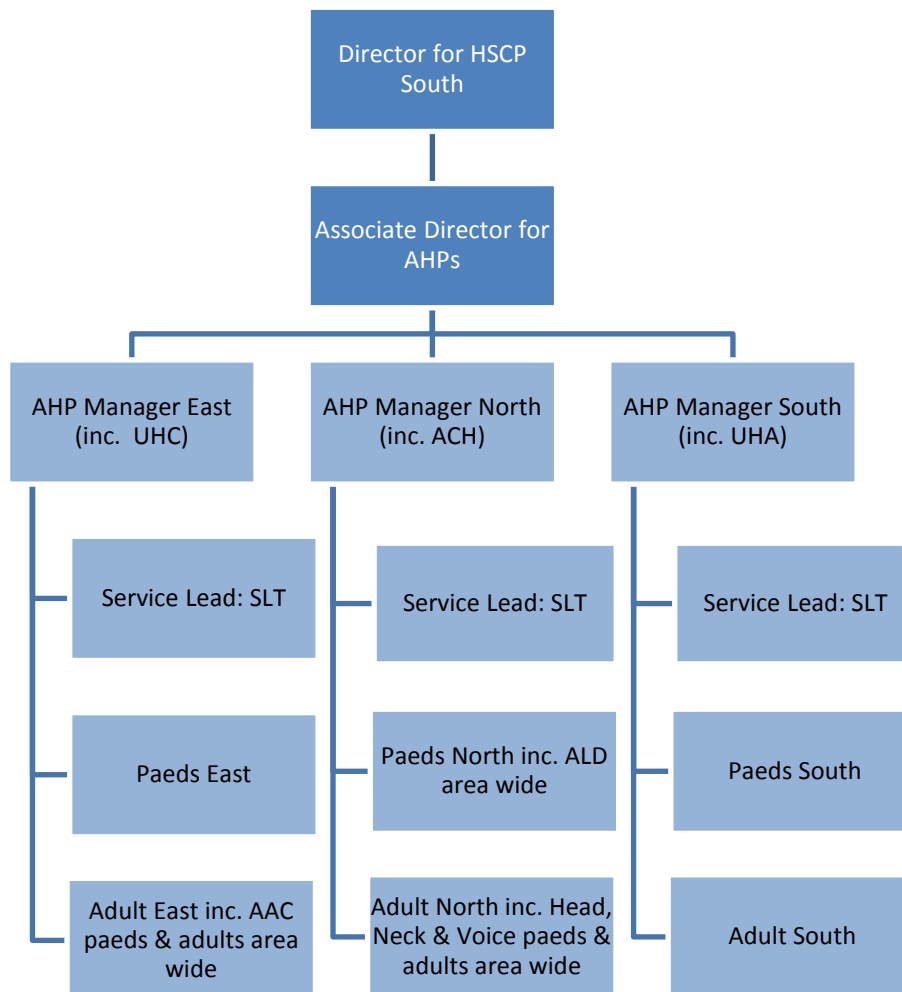 Director for HSCP
South
Associate Director for
AHPs
AHP Manager East
(inc.  UHC)
AHP Manager North
(inc. ACH)
AHP Manager South
(inc. UHA)
Service Lead: SLT
Service Lead: SLT
Service Lead: SLT
Paeds East
Paeds North inc. ALD
area wide
Paeds South
Adult East inc. AAC
paeds & adults area
wide
Adult North inc. Head,
Neck & Voice paeds &
adults area wide
Adult South